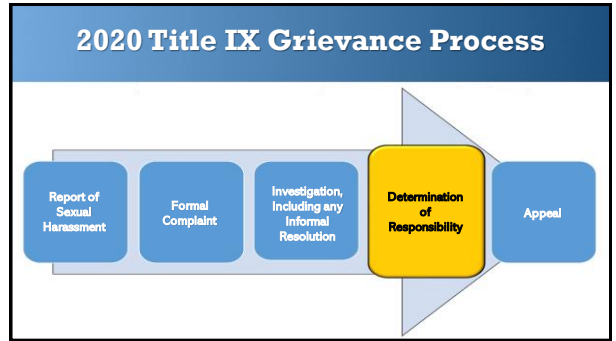 2020 Title IX Grievance Process
Report of
Sexual
Harassment
Formal
Complaint
Investigation,
Including any
Informal
Resolution
Determination
of
Responsibility
Appeal